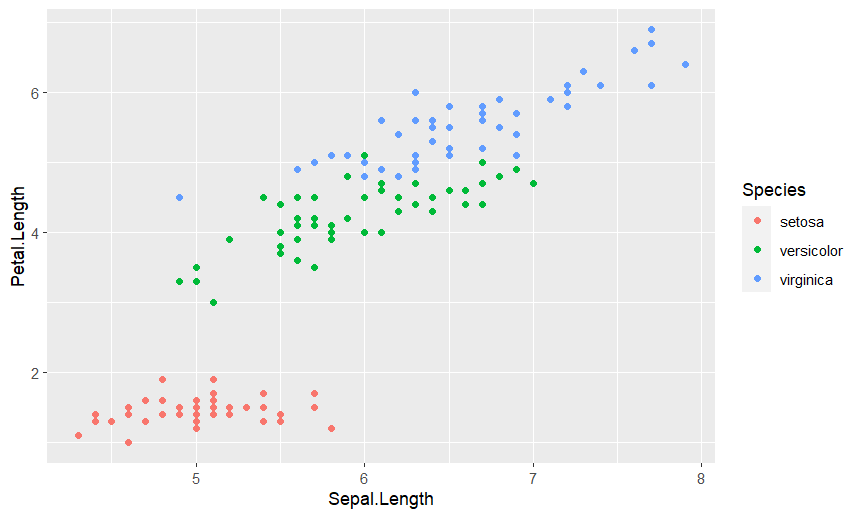 Petal.Length
6
4
2
5
6
7
8
Sepal.Length
Species
setosa
versicolor
virginica